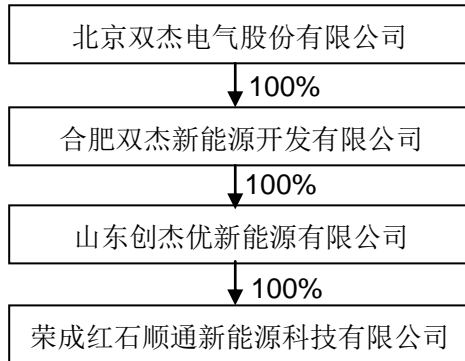 北京双杰电气股份有限公司
100%
合肥双杰新能源开发有限公司
100%
山东创杰优新能源有限公司
100%
荣成红石顺通新能源科技有限公司